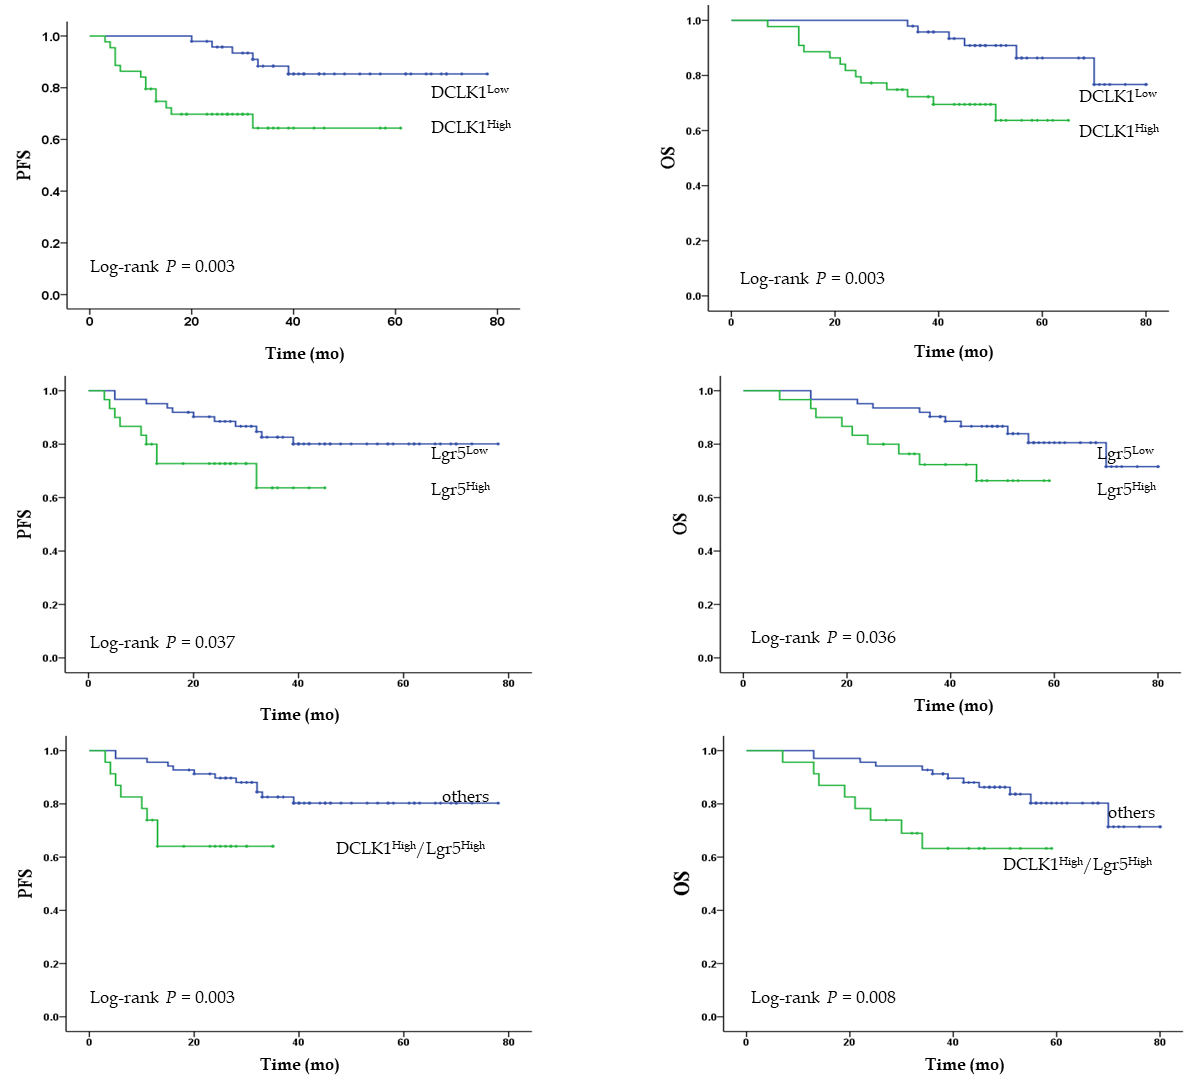 1.0
0.8
0.6
0.4
0.2
0.0
PFS
DCLK1Low
DCLK1High
Log-rank P = 0.003
0 20 40 60 80
Time (mo)
1.0
0.8
0.6
0.4
0.2
0.0
OS
DCLK1Low
DCLK1High
Log-rank P = 0.003
0 20 40 60 80
Time (mo)
1.0
0.8
0.6
0.4
0.2
0.0
PFS
Lgr5Low
Lgr5High
Log-rank P = 0.037
0 20 40 60 80
Time (mo)
1.0
0.8
0.6
0.4
0.2
0.0
OS
Lgr5Low
Lgr5High
Log-rank P = 0.036
0 20 40 60 80
Time (mo)
1.0
0.8
0.6
0.4
0.2
0.0
PFS
others
DCLK1High/Lgr5High
Log-rank P = 0.003
0 20 40 60 80
Time (mo)
1.0
0.8
0.6
0.4
0.2
0.0
OS
others
DCLK1High/Lgr5High
Log-rank P = 0.008
0 20 40 60 80
Time (mo)